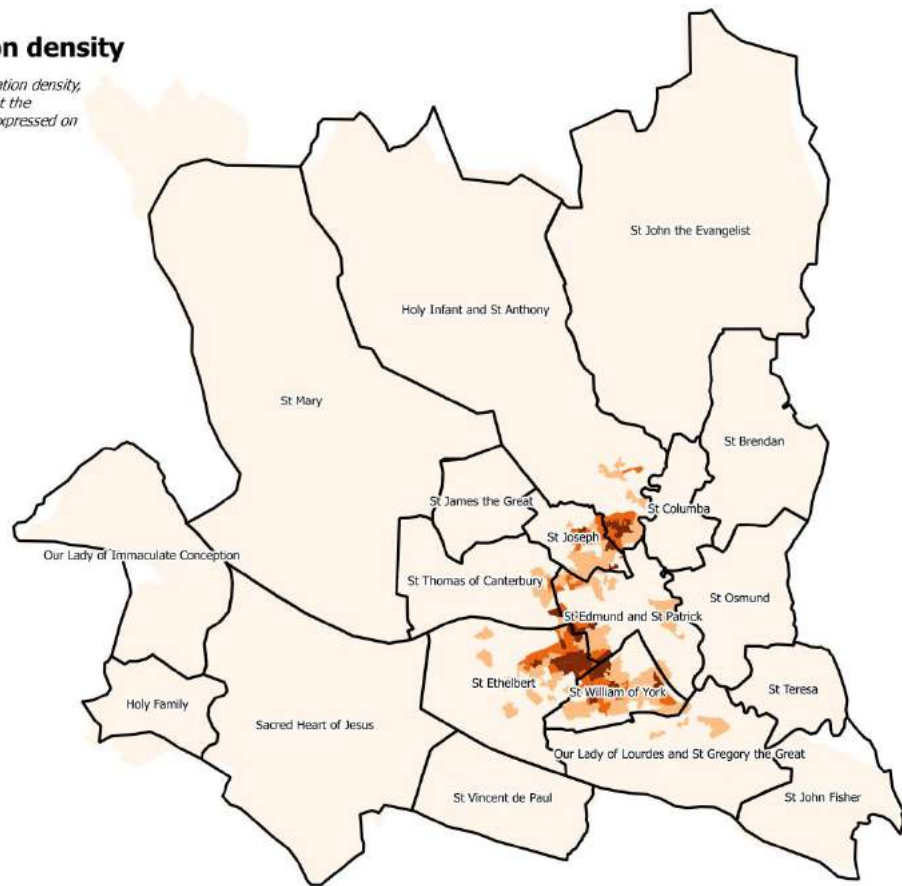 on density
ation density,
t the
xpressed on
St John the Evangelist
Holy Infant and St Anthony
St Mary
St Brendan
St James the Great
St Columba
St Joseph
Our Lady of Immaculate Conception
St Thomas of Canterbury
St Osmund
St Edmund and St Patrick
St Ethelbert
St William of York
St Teresa
Holy Family
Sacred Heart of Jesus
Our Lady of Lourdes and St Gregory the Great
St Vincent de Paul
St John Fisher